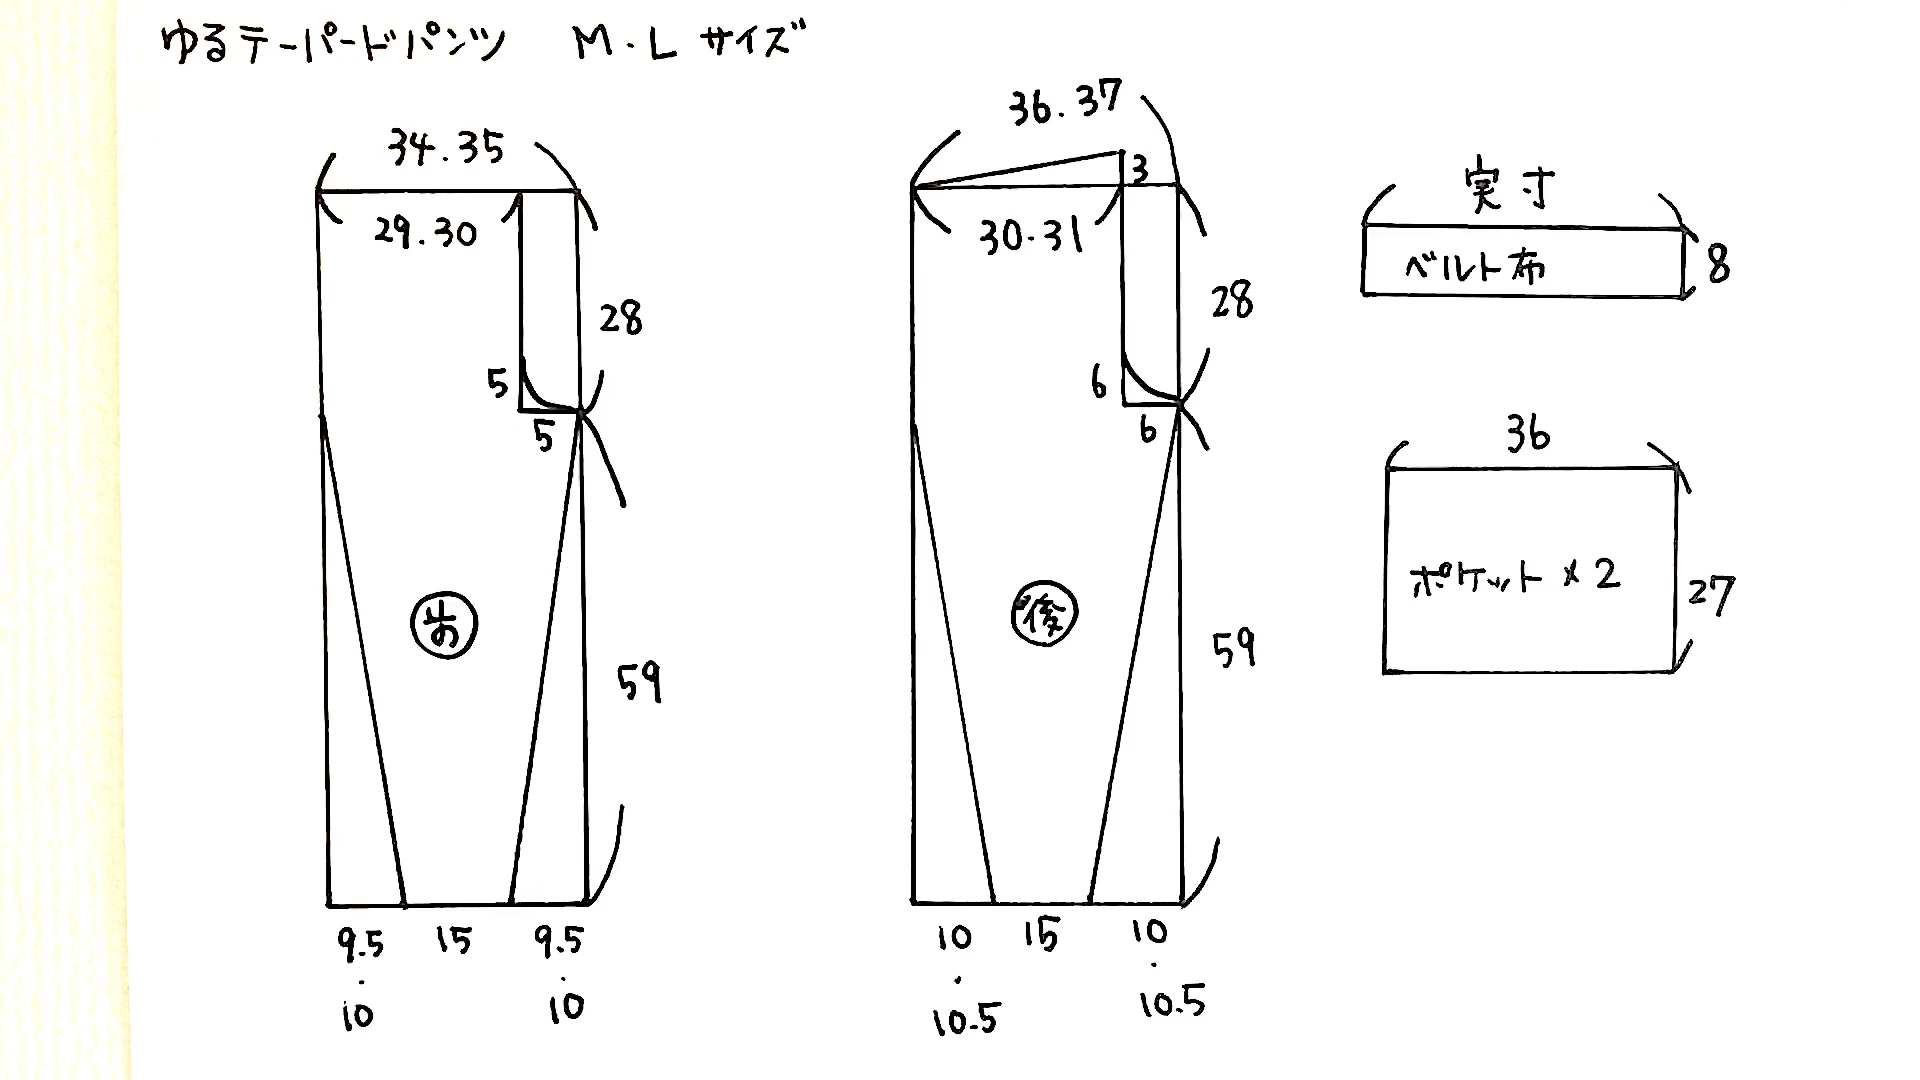 ゆるテーパードパンツ M・Lサイズ
34・35
29・30
28
5
5
前
59
9.5 15 9.5
・ ・
10 10
36・37
3
30・31
28
6
6
後
59
10 15 10
・ ・
10.5 10.5
実寸
ベルト布
8
36
ポケット×2
27